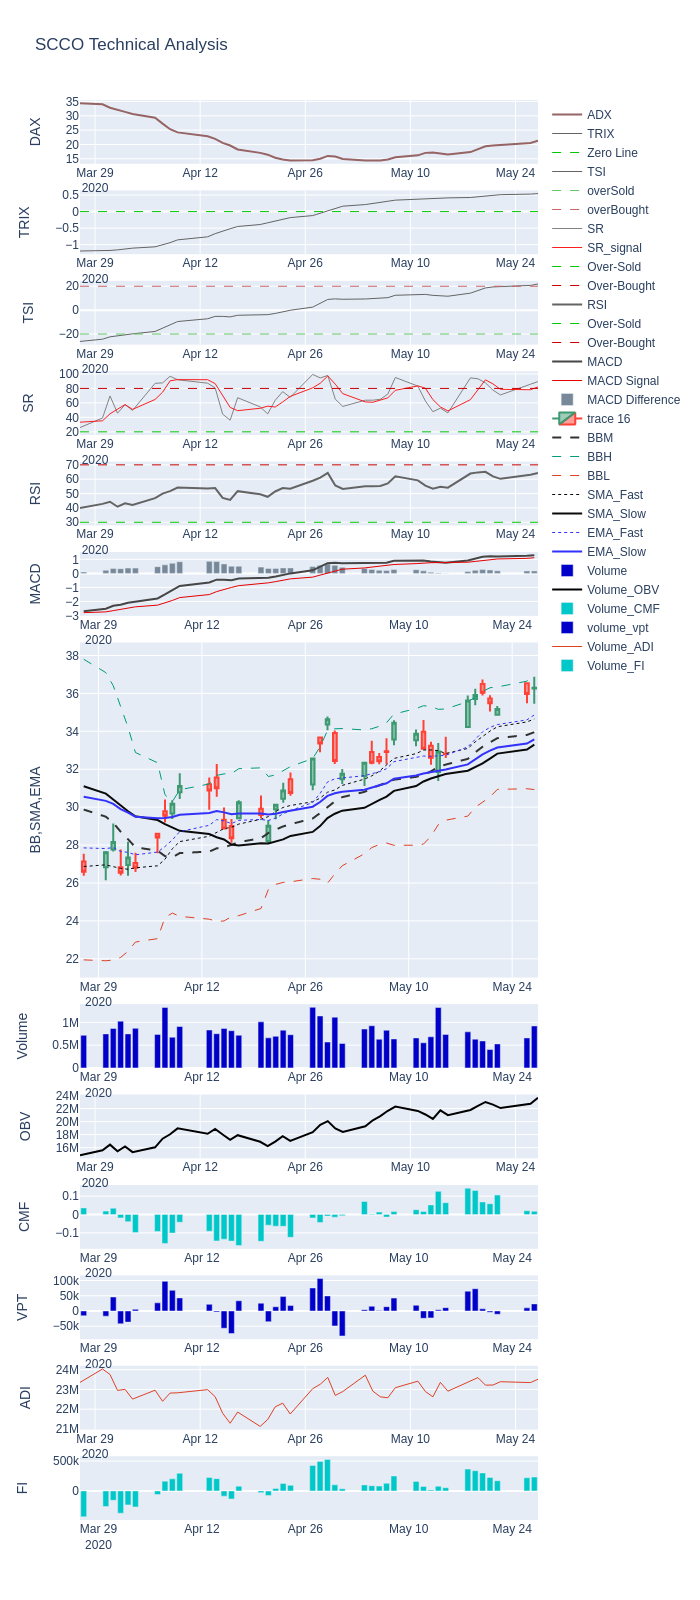 SCCO Technical Analysis
DAX
35
30
25
20
15
Mar 29
Apr 12
Apr 26
May 10
May 24
2020
TRIX
0.5
0
−0.5
−1
Mar 29
Apr 12
Apr 26
May 10
May 24
2020
TSI
20
0
−20
Mar 29
Apr 12
Apr 26
May 10
May 24
2020
SR
100
80
60
40
20
Mar 29
Apr 12
Apr 26
May 10
May 24
2020
RSI
70
60
50
40
30
Mar 29
Apr 12
Apr 26
May 10
May 24
2020
MACD
1
0
−1
−2
−3
Mar 29
Apr 12
Apr 26
May 10
May 24
2020
BB,SMA,EMA
38
36
34
32
30
28
26
24
22
Mar 29
Apr 12
Apr 26
May 10
May 24
2020
Volume
1M
0.5M
0
Mar 29
Apr 12
Apr 26
May 10
May 24
2020
OBV
24M
22M
20M
18M
16M
Mar 29
Apr 12
Apr 26
May 10
May 24
2020
CMF
0.1
0
−0.1
Mar 29
Apr 12
Apr 26
May 10
May 24
2020
VPT
100k
50k
0
−50k
Mar 29
Apr 12
Apr 26
May 10
May 24
2020
ADI
24M
23M
22M
21M
Mar 29
Apr 12
Apr 26
May 10
May 24
2020
FI
500k
0
Mar 29
Apr 12
Apr 26
May 10
May 24
2020
ADX
TRIX
Zero Line
TSI
overSold
overBought
SR
SR_signal
Over-Sold
Over-Bought
RSI
Over-Sold
Over-Bought
MACD
MACD Signal
MACD Difference
trace 16
BBM
BBH
BBL
SMA_Fast
SMA_Slow
EMA_Fast
EMA_Slow
Volume
Volume_OBV
Volume_CMF
volume_vpt
Volume_ADI
Volume_FI